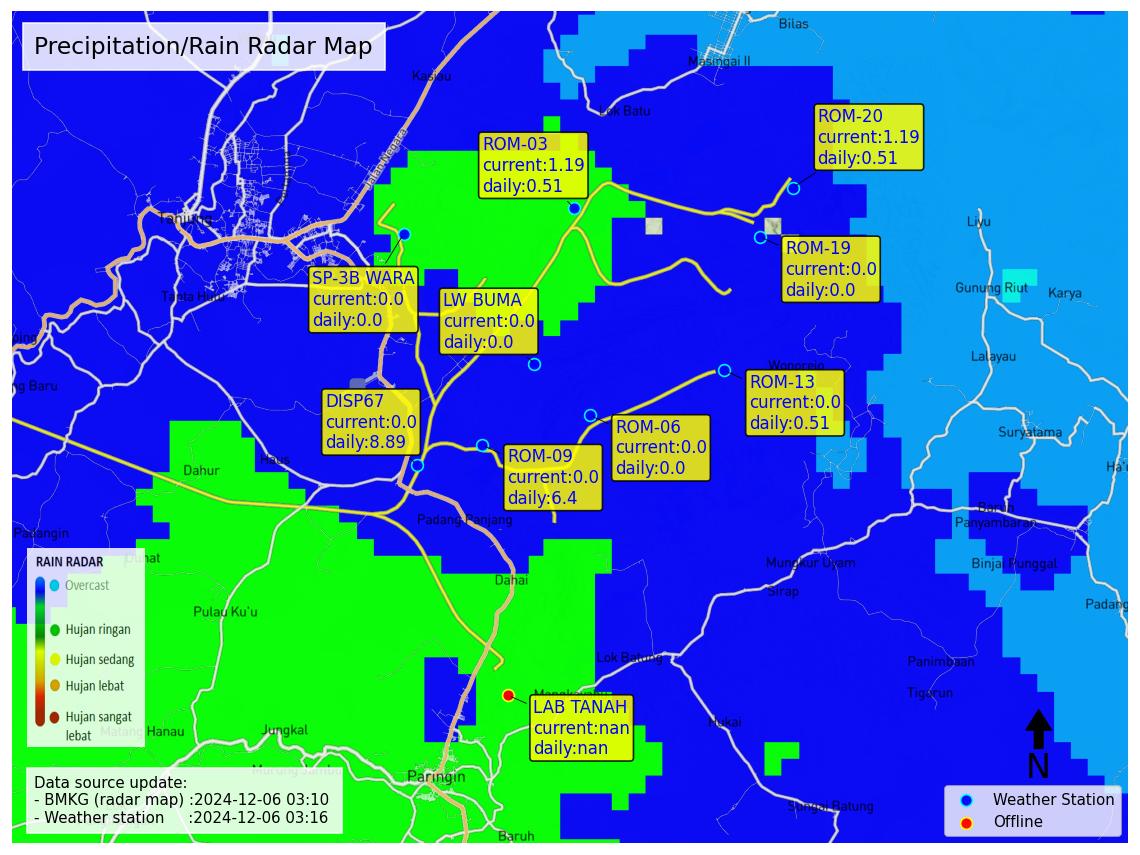 Precipitation/Rain Radar Map
Bilas
Masingai II
Kasiau
Lok Batu
Jalan Negara
ROM-20
current:1.19
daily:0.51
ROM-03
current:1.19
daily:0.51
Tanjung
Liyu
ROM-19
current:0.0
daily:0.0
SP-3B WARA
current:0.0
daily:0.0
LW BUMA
current:0.0
daily:0.0
Gunung Riut
Karya
Lalayau
Wonorejo
ROM-13
current:0.0
daily:0.51
ng Baru
DISP67
current:0.0
daily:8.89
ROM-06
current:0.0
daily:0.0
Suryatama
ROM-09
current:0.0
daily:6.4
Dahur
Haus
Padang Panjang
Baruh
Panyambaran
Padangin
Mungkur Uyam
Binjai Punggal
Dahai
Sirap
Padang
RAIN RADAR
Overcast
Hujan ringan
Hujan sedang
Hujan lebat
Hujan sangat
lebat
Pulau Ku'u
Lok Batung
Panimbaan
Tigarun
LAB TANAH
current:nan
daily:nan
Hukai
Jungkal
Matang Hanau
Paringin
N
Data source update:
- BMKG (radar map) :2024-12-06 03:10
- Weather station :2024-12-06 03:16
Sungai Batung
Baruh
Weather Station
Offline